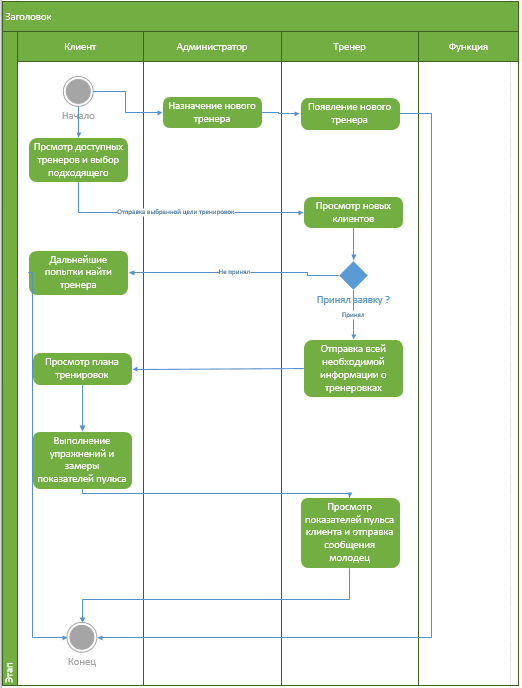 Заголовок
Клиент
Администратор
Тренер
Функция
Начало
Назначение нового
тренера
Появление нового
тренера
Прсмотр доступных
тренеров и выбор
подходящего
Отправка выбранной цели тренировок
Просмотр новых
клиентов
Дальнейшие
попытки найти
тренера
Не принял
Принял заявку ?
Принял
Отправка всей
необходимой
информации о
тренеровках
Просмотр плана
тренировок
Выполнение
упражнений и
замеры
показателей пульса
Просмотр
показателей пульса
клиента и отправка
сообщения
молодец
Конец
Этап